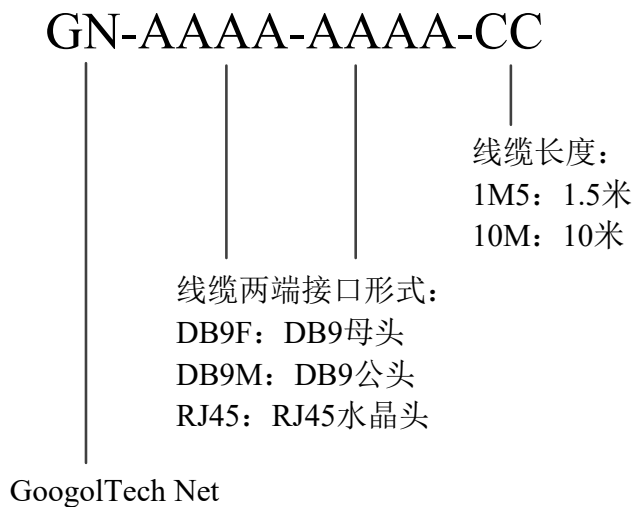 GN-AAAA-AAAA-CC
线缆长度：
1M5：1.5米
10M：10米
线缆两端接口形式：
DB9F：DB9母头
DB9M：DB9公头
RJ45：RJ45水晶头
GoogolTech Net